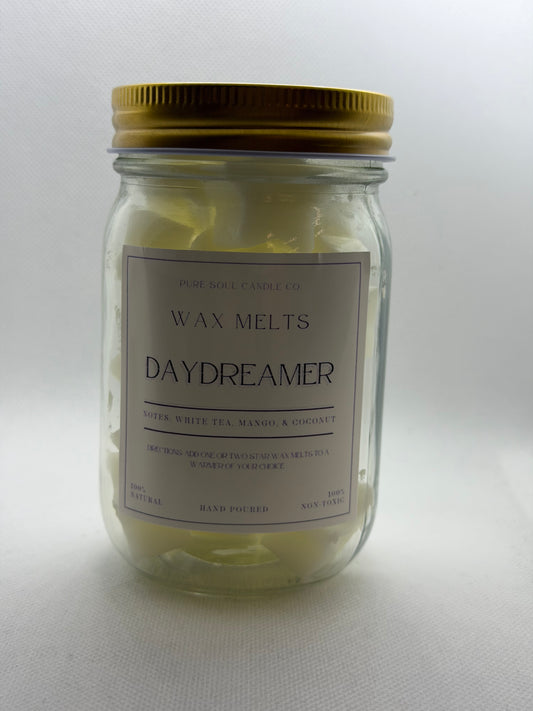 PURE SOUL CANDLE CO.
WAX MELTS
DAYDREAMER
NOTES: WHITE TEA, MANGO, & COCONUT
DIRECTIONS: ADD ONE OR TWO STAR WAX MELTS TO A
WARMER OF YOUR CHOICE
100%
NATURAL
HAND POURED
100%
NON-TOXIC